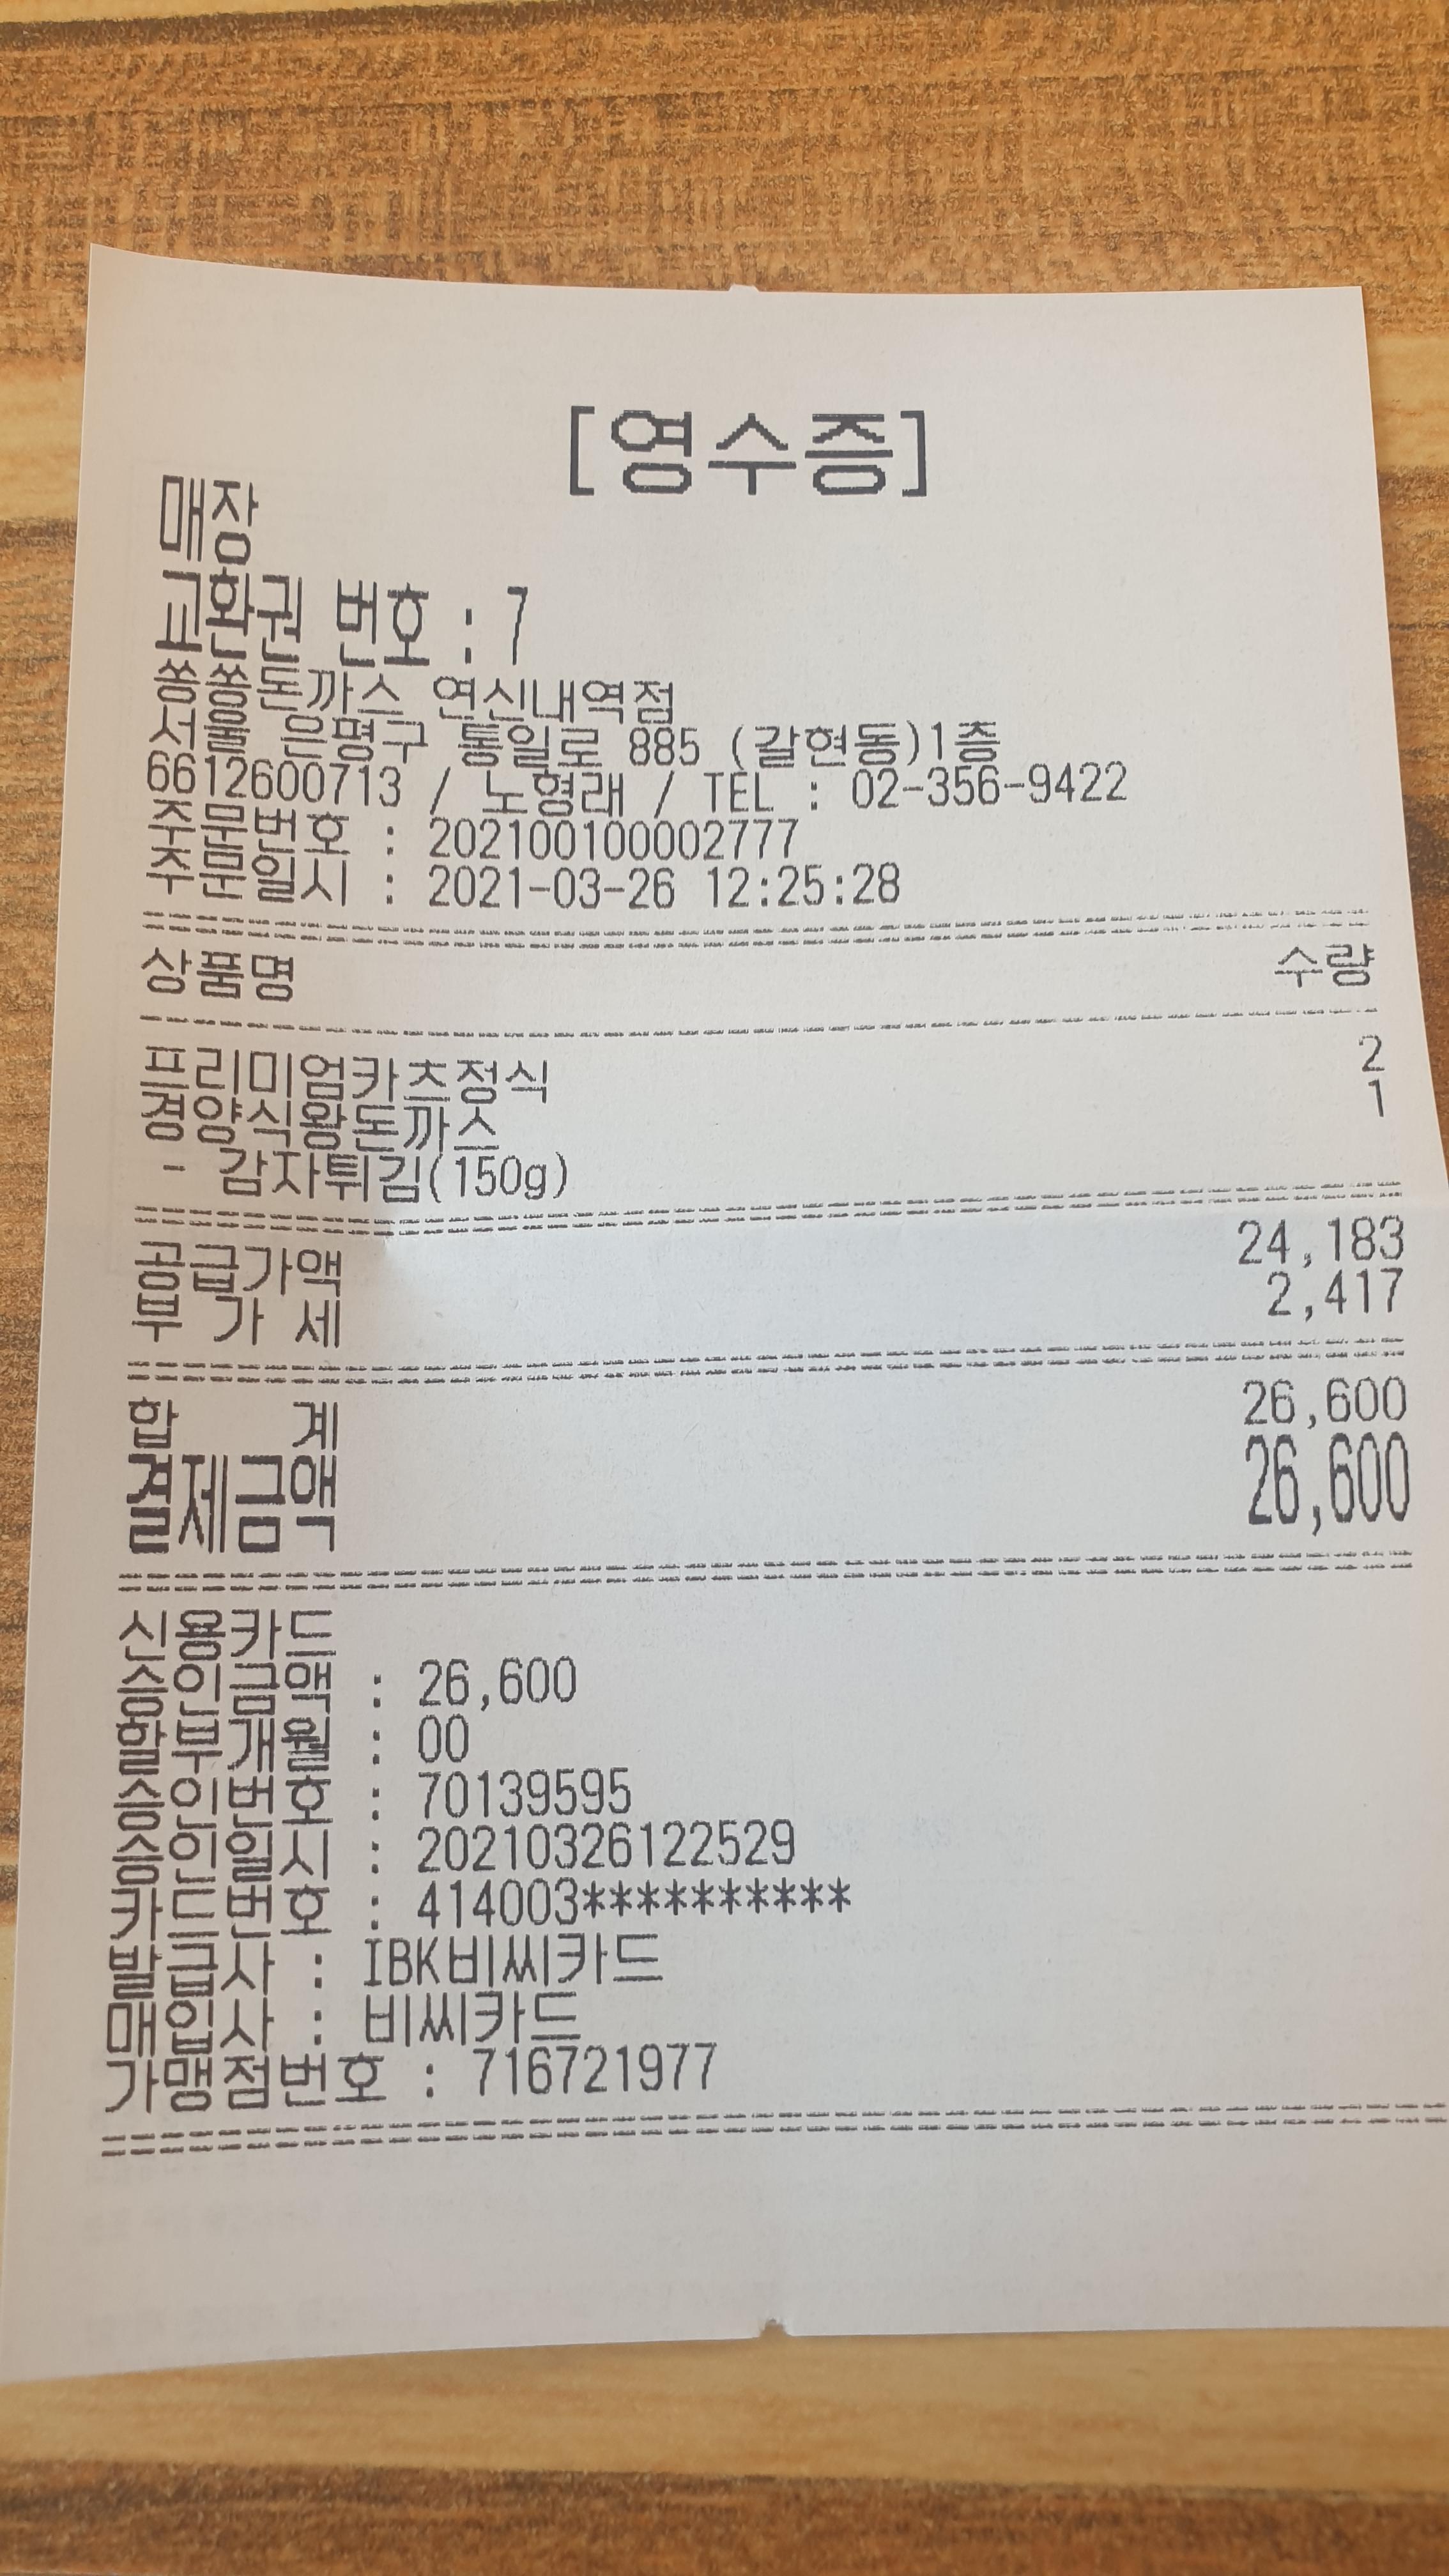 [영수증]
매장
교환권 번호 : 7
쏭쏭돈까스 연신내역점
서울 은평구 통일로 885 (갈현동)1층
6612600713 / 노형래 / TEL : 02-356-9422
주문번호 : 202100100002777
주문일시 : 2021-03-26 12:25:28
상품명 수량
프리미엄카츠정식 2
경양식왕돈까스 1
- 감자튀김(150g)
공급가액 24,183
부 가 세 2,417
합 계 26,600
결제금액 26,600
신용카드
승인금액 : 26,600
할부개월 : 00
승인번호 : 70139595
승인일시 : 20210326122529
카드번호 : 414003**********
발급사 : IBK비씨카드
매입사 : 비씨카드
가맹점번호 : 716721977